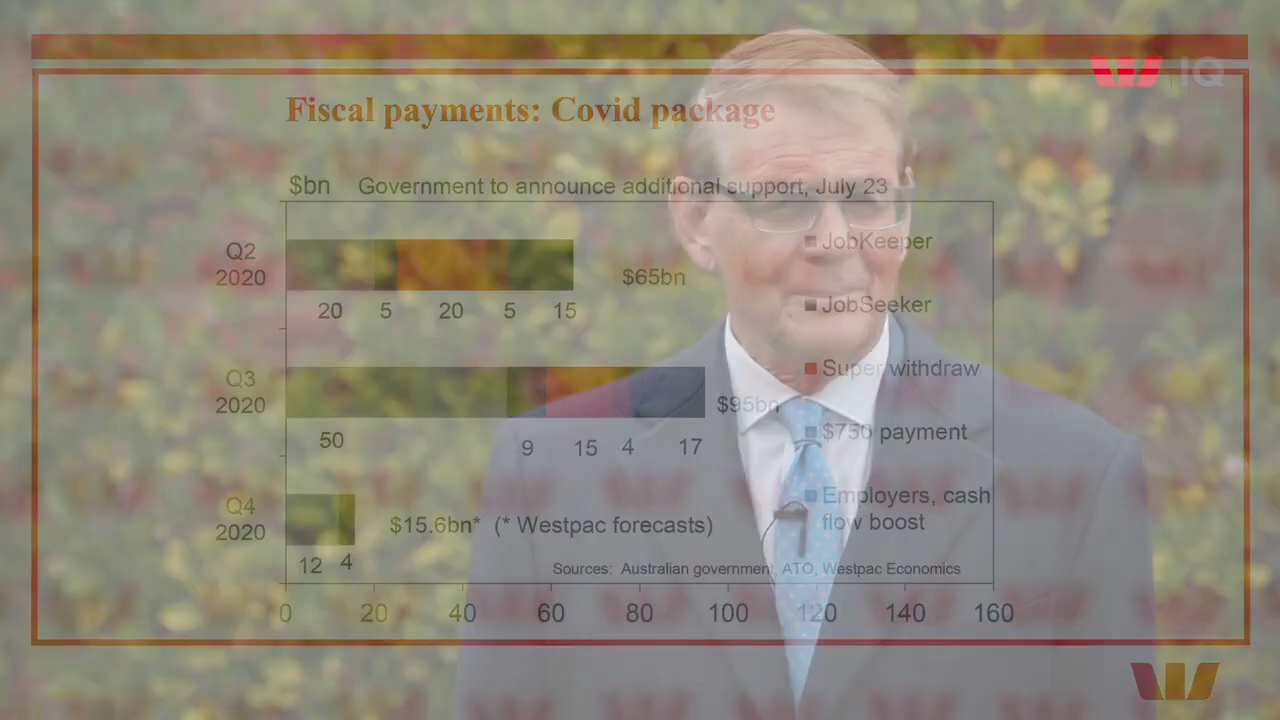 IQ
Fiscal payments: Covid package
$bn Government to announce additional support, July 23
JobKeeper
Q2
2020
$65bn
20 5 20 5 15
JobSeeker
Super withdraw
Q3
2020
$95bn
50 9 15 4 17
$750 payment
Employers, cash
flow boost
Q4
2020
$15.6bn* (* Westpac forecasts)
12 4
Sources: Australian government, ATO, Westpac Economics
0 20 40 60 80 100 120 140 160